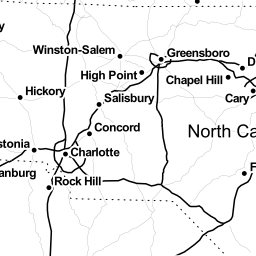 Winston-Salem
Greensboro
High Point
Chapel Hill
D
Hickory
Salisbury
Cary
Concord
North Ca
stonia
Charlotte
anburg
Rock Hill
F
y